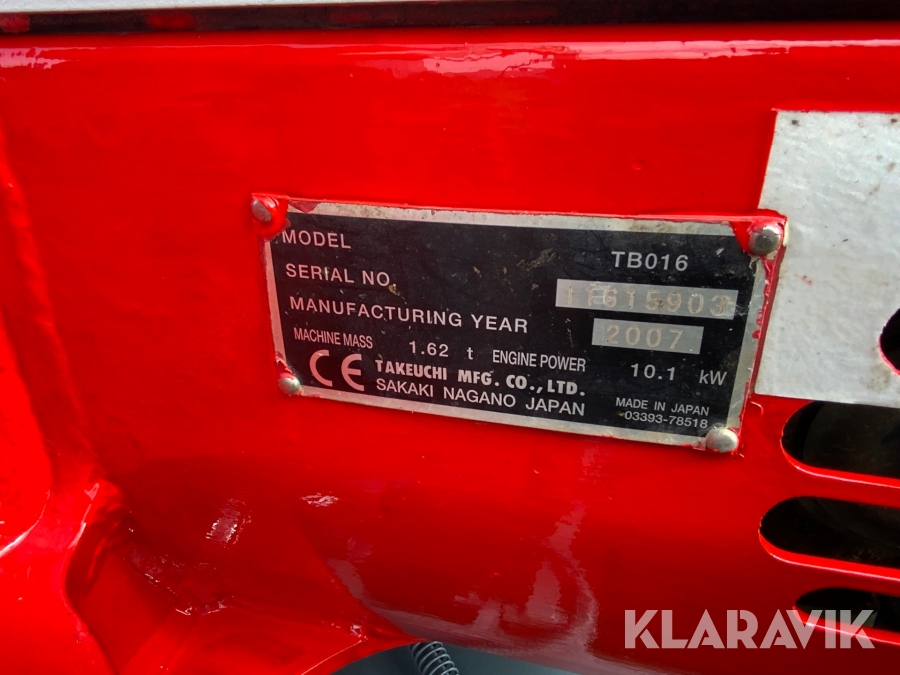 MODEL TB016
SERIAL NO. 11615903
MANUFACTURING YEAR 2007
MACHINE MASS 1.62 t ENGINE POWER 10.1 kW
CE TAKEUCHI MFG. CO., LTD.
SAKAKI NAGANO JAPAN
MADE IN JAPAN
03393-78518
KLARAVIK